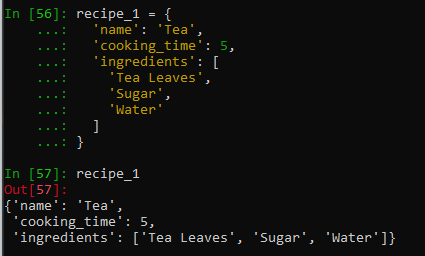 In [56]: recipe_1 = {
    ...:   'name': 'Tea',
    ...:   'cooking_time': 5,
    ...:   'ingredients': [
    ...:     'Tea Leaves',
    ...:     'Sugar',
    ...:     'Water'
    ...:   ]
    ...: }

In [57]: recipe_1
Out[57]:
{'name': 'Tea',
 'cooking_time': 5,
 'ingredients': ['Tea Leaves', 'Sugar', 'Water']}